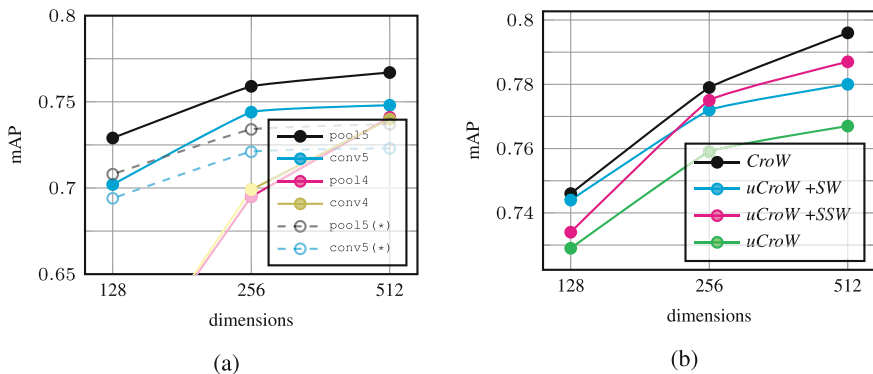 0.8
0.75
0.7
0.65
mAP
128
256
512
dimensions
pool5
conv5
pool4
conv4
pool5(*)
conv5(*)
(a)
0.8
0.78
0.76
0.74
mAP
128
256
512
dimensions
CroW
uCroW +SW
uCroW +SSW
uCroW
(b)